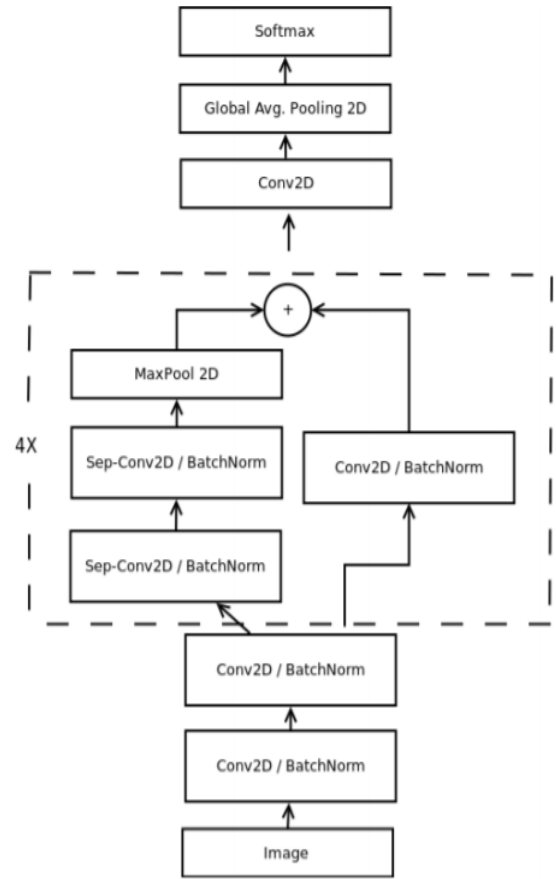 Softmax
Global Avg. Pooling 2D
Conv2D
+
MaxPool 2D
4X
Sep-Conv2D / BatchNorm
Conv2D / BatchNorm
Sep-Conv2D / BatchNorm
Conv2D / BatchNorm
Conv2D / BatchNorm
Image